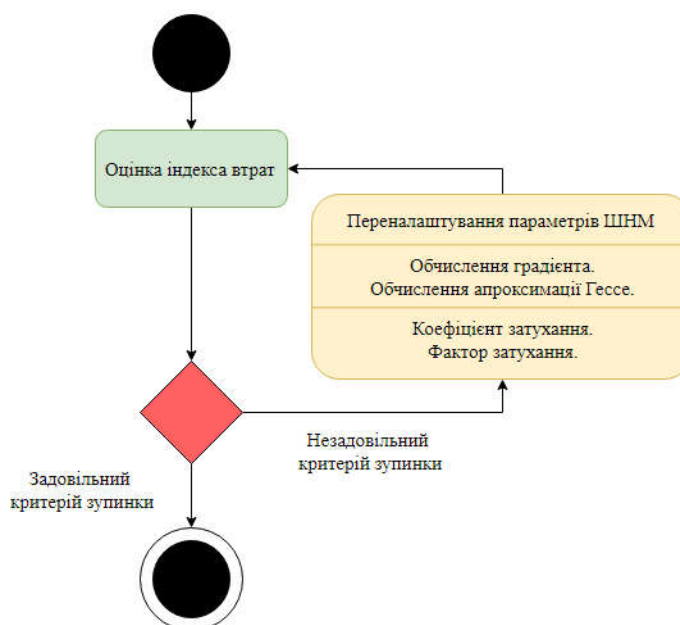 Оцінка індекса втрат
Переналаштування параметрів ШНМ
Обчислення градієнта.
Обчислення апроксимації Гессе.
Коефіцієнт затухання.
Фактор затухання.
Незадовільний
критерій зупинки
Задовільний
критерій зупинки